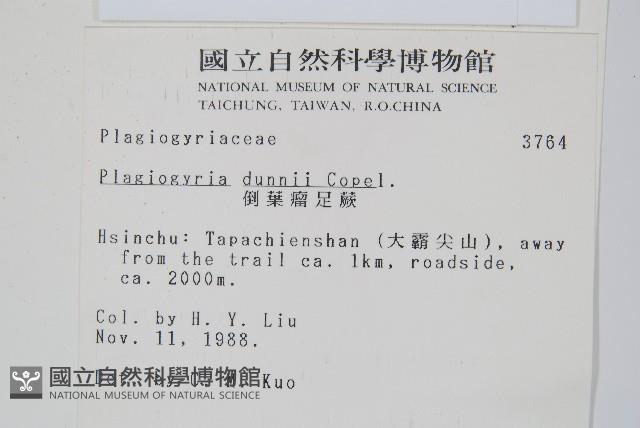 國立自然科學博物館
NATIONAL MUSEUM OF NATURAL SCIENCE
TAICHUNG, TAIWAN, R.O.CHINA
Plagiogyriaceae 3764
Plagiogyria dunnii Copel.
倒葉瘤足蕨
Hsinchu: Tapachienshan (大霸尖山), away
from the trail ca. 1km, roadside,
ca. 2000m.
Col. by H. Y. Liu
Nov. 11, 1988.
Kuo
國立自然科學博物館
NATIONAL MUSEUM OF NATURAL SCIENCE